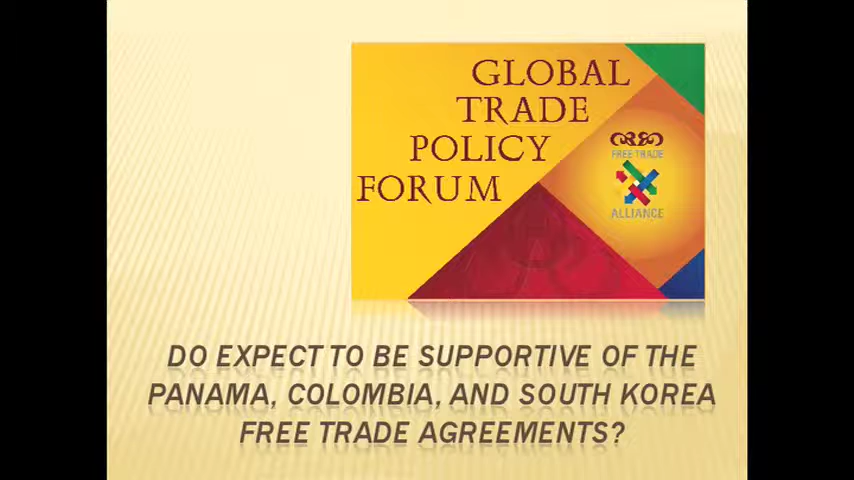 GLOBAL
TRADE
POLICY
FORUM
FREE TRADE
ALLIANCE
DO EXPECT TO BE SUPPORTIVE OF THE
PANAMA, COLOMBIA, AND SOUTH KOREA
FREE TRADE AGREEMENTS?